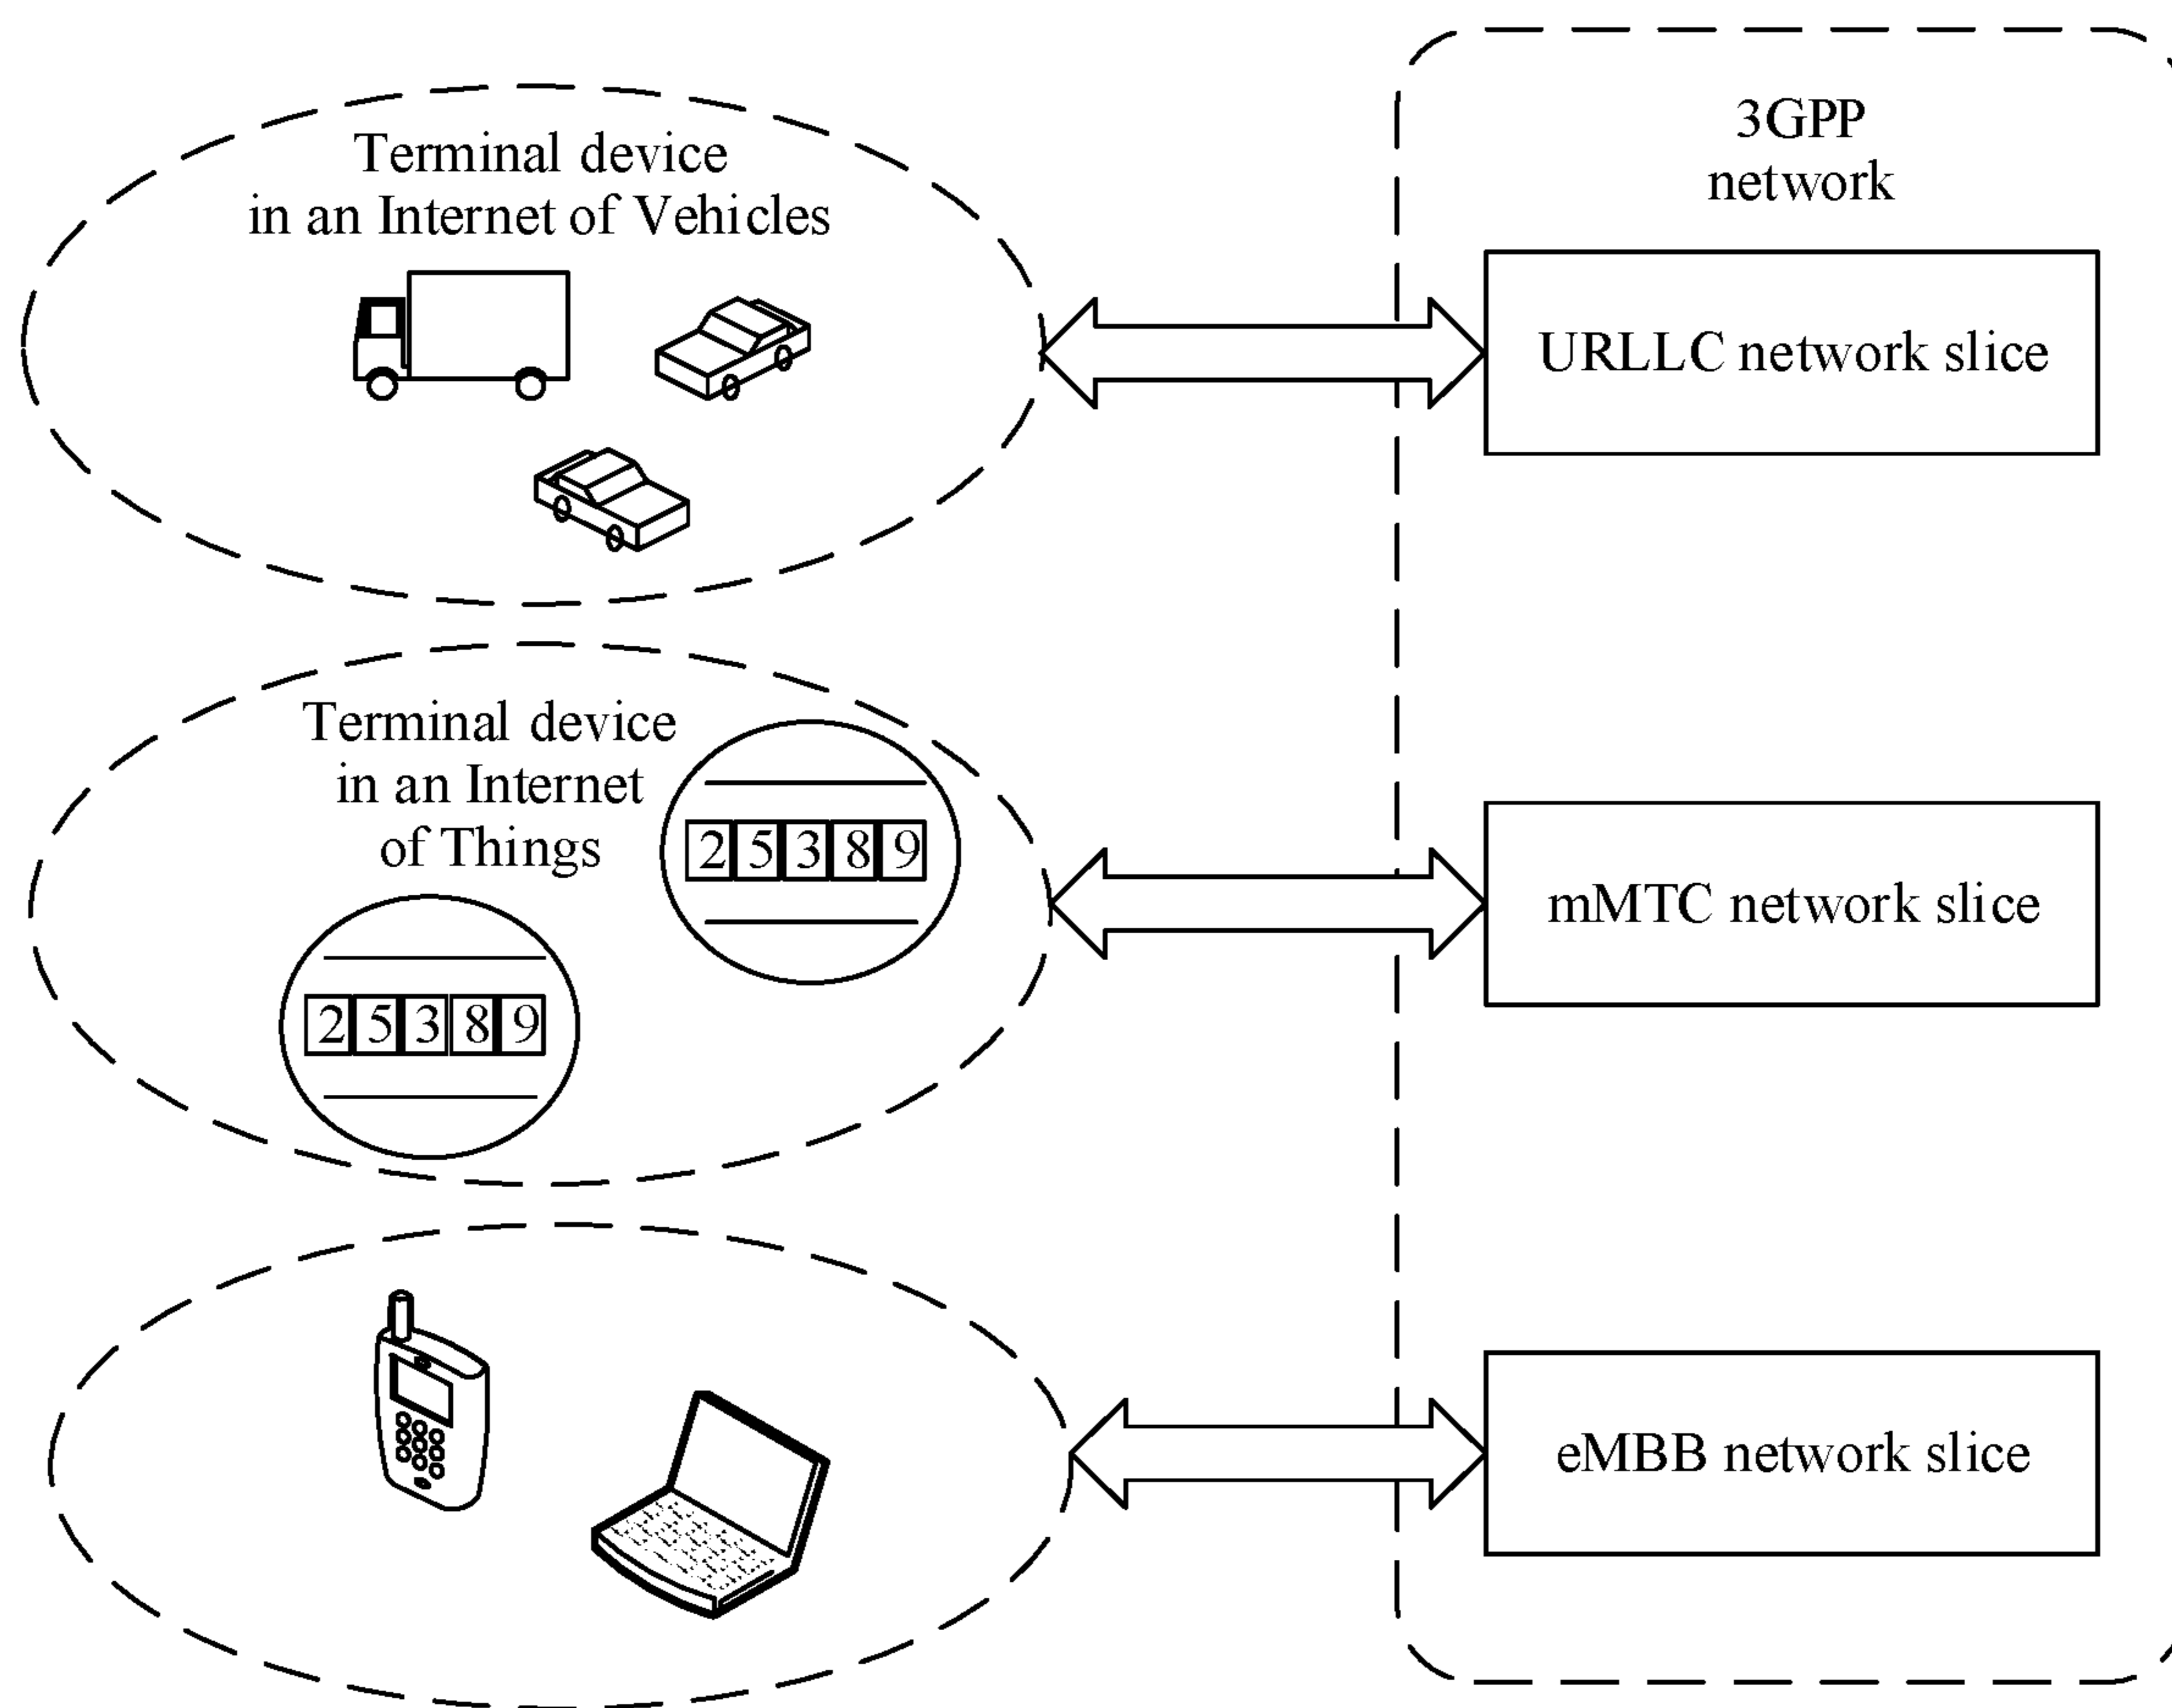 Terminal device
in an Internet of Vehicles
3GPP
network
URLLC network slice
Terminal device
in an Internet
of Things
2 5 3 8 9
2 5 3 8 9
mMTC network slice
eMBB network slice